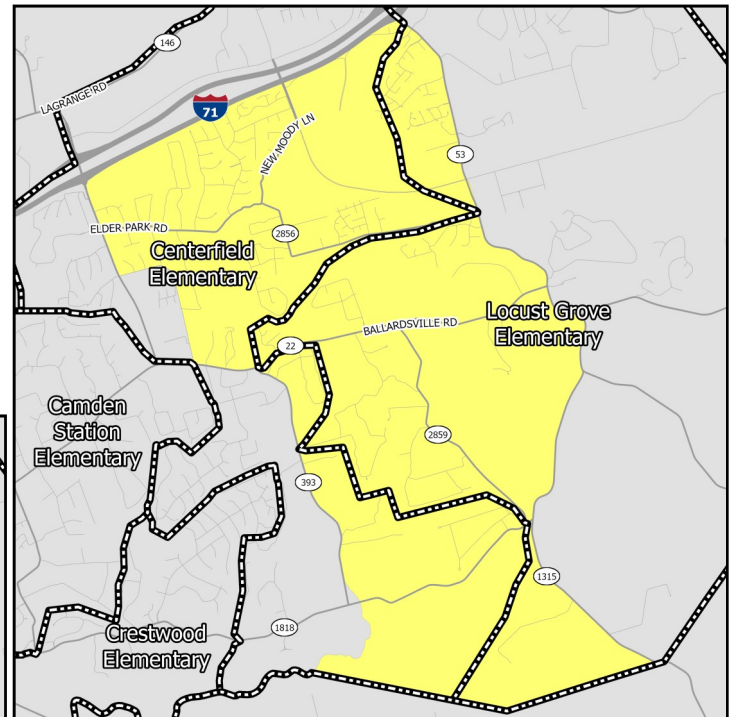 146
LAGRANGE RD
71
NEW MOODY LN
53
ELDER PARK RD
2856
Centerfield
Elementary
Locust Grove
Elementary
BALLARDSVILLE RD
22
Camden
Station
Elementary
2859
393
1315
1818
Crestwood
Elementary